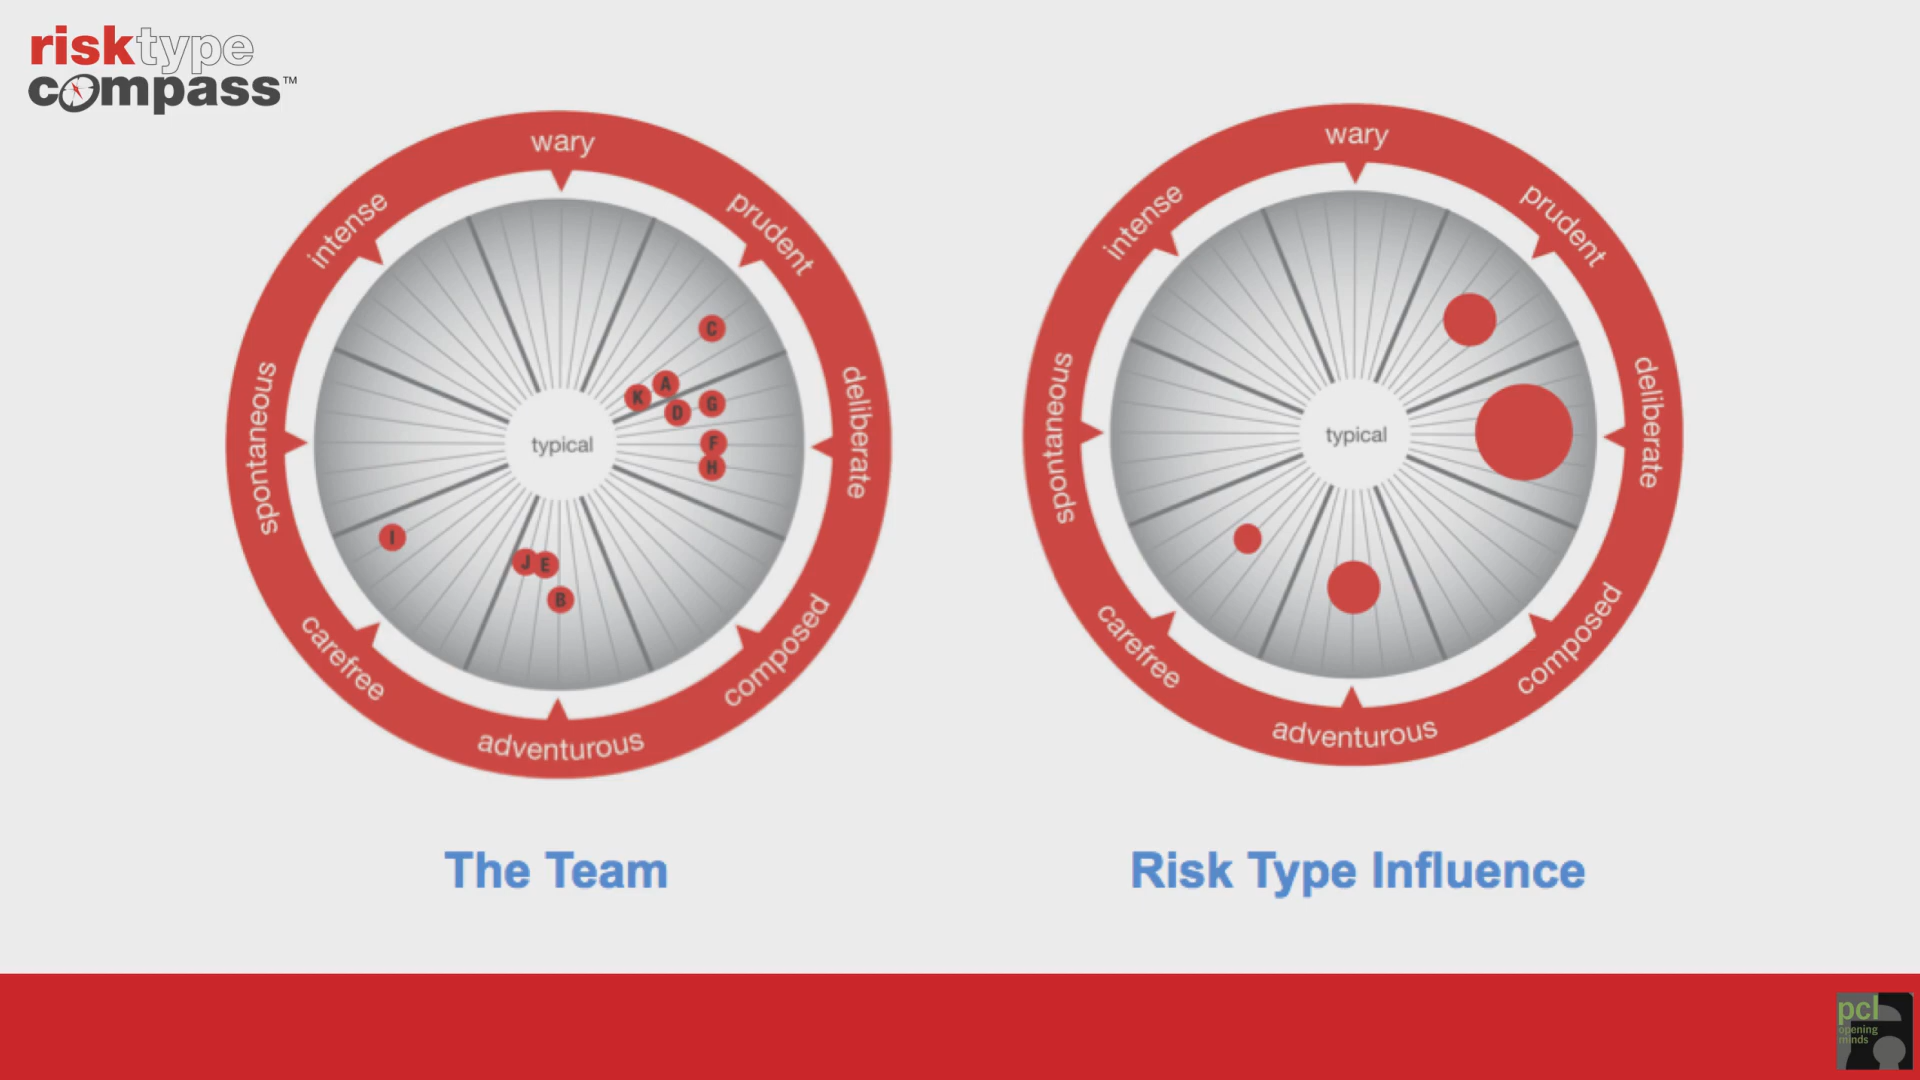 risktype
compass™
wary
intense
prudent
spontaneous
deliberate
typical
carefree
composed
adventurous
C
A
K
G
D
F
H
I
J
E
B
wary
intense
prudent
spontaneous
deliberate
typical
carefree
composed
adventurous
The Team
Risk Type Influence
pcl
opening
minds